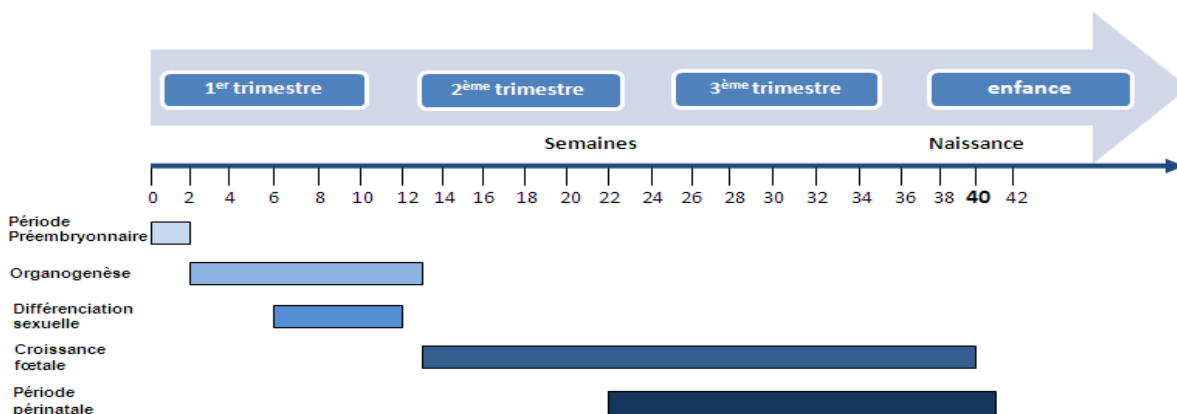 1er trimestre 2ème trimestre 3ème trimestre enfance
Semaines Naissance
0 2 4 6 8 10 12 14 16 18 20 22 24 26 28 30 32 34 36 38 40 42
Période
Préembryonnaire
Organogenèse
Différenciation
sexuelle
Croissance
fœtale
Période
périnatale